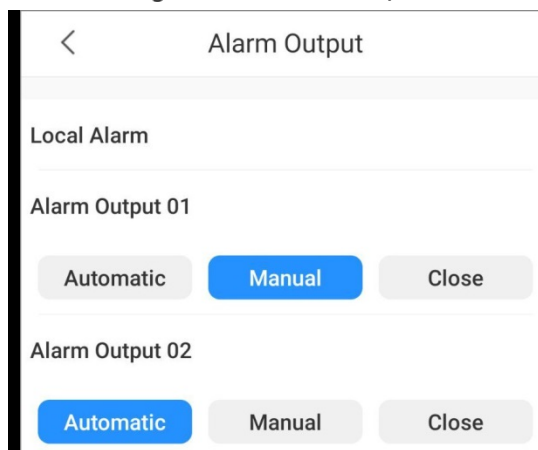 Alarm Output
Local Alarm
Alarm Output 01
Automatic Manual Close
Alarm Output 02
Automatic Manual Close